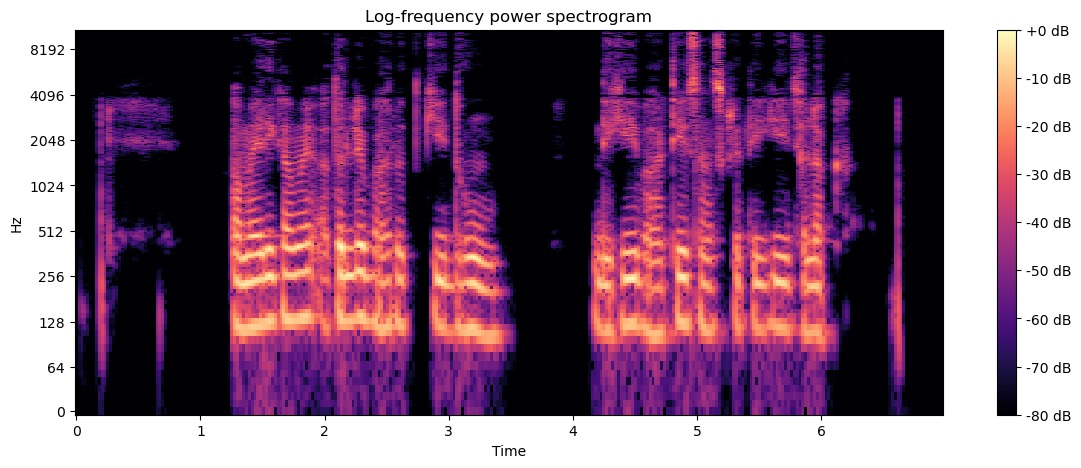 Log-frequency power spectrogram
8192
4096
2048
1024
512
256
128
64
0
Hz
0 1 2 3 4 5 6
Time
+0 dB
-10 dB
-20 dB
-30 dB
-40 dB
-50 dB
-60 dB
-70 dB
-80 dB